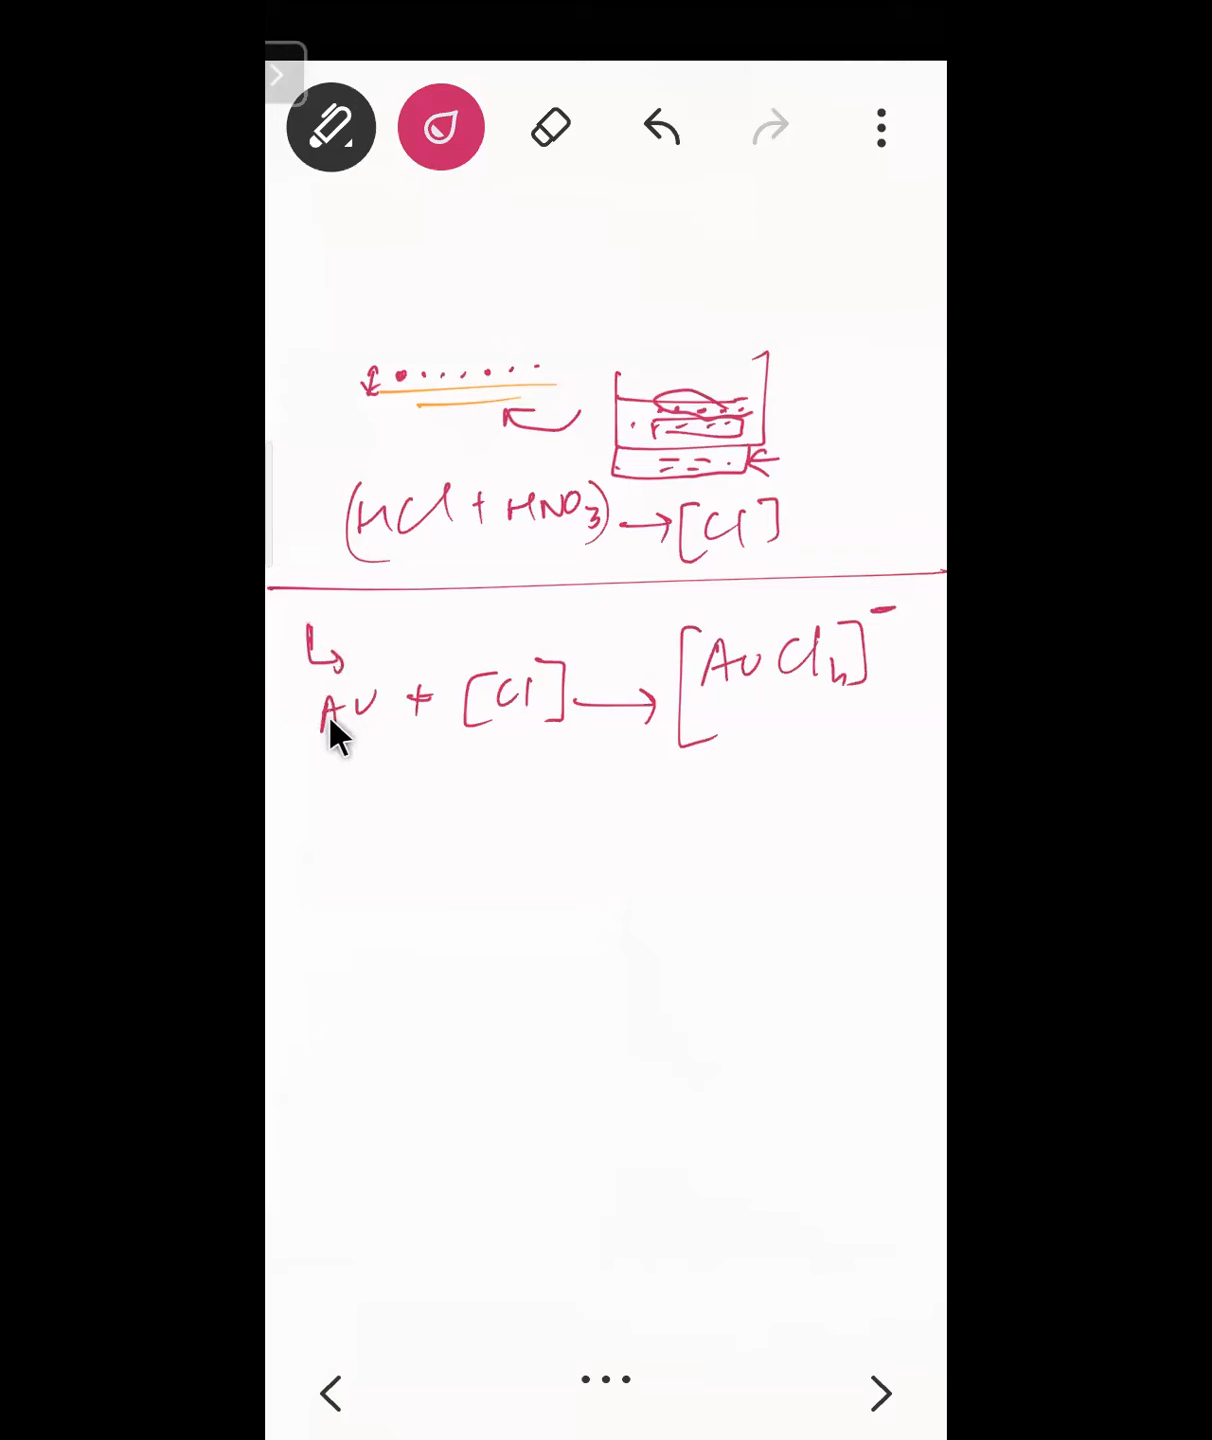 (HCl + HNO3) → [Cl]
Au + [Cl] → [AuCl4]-